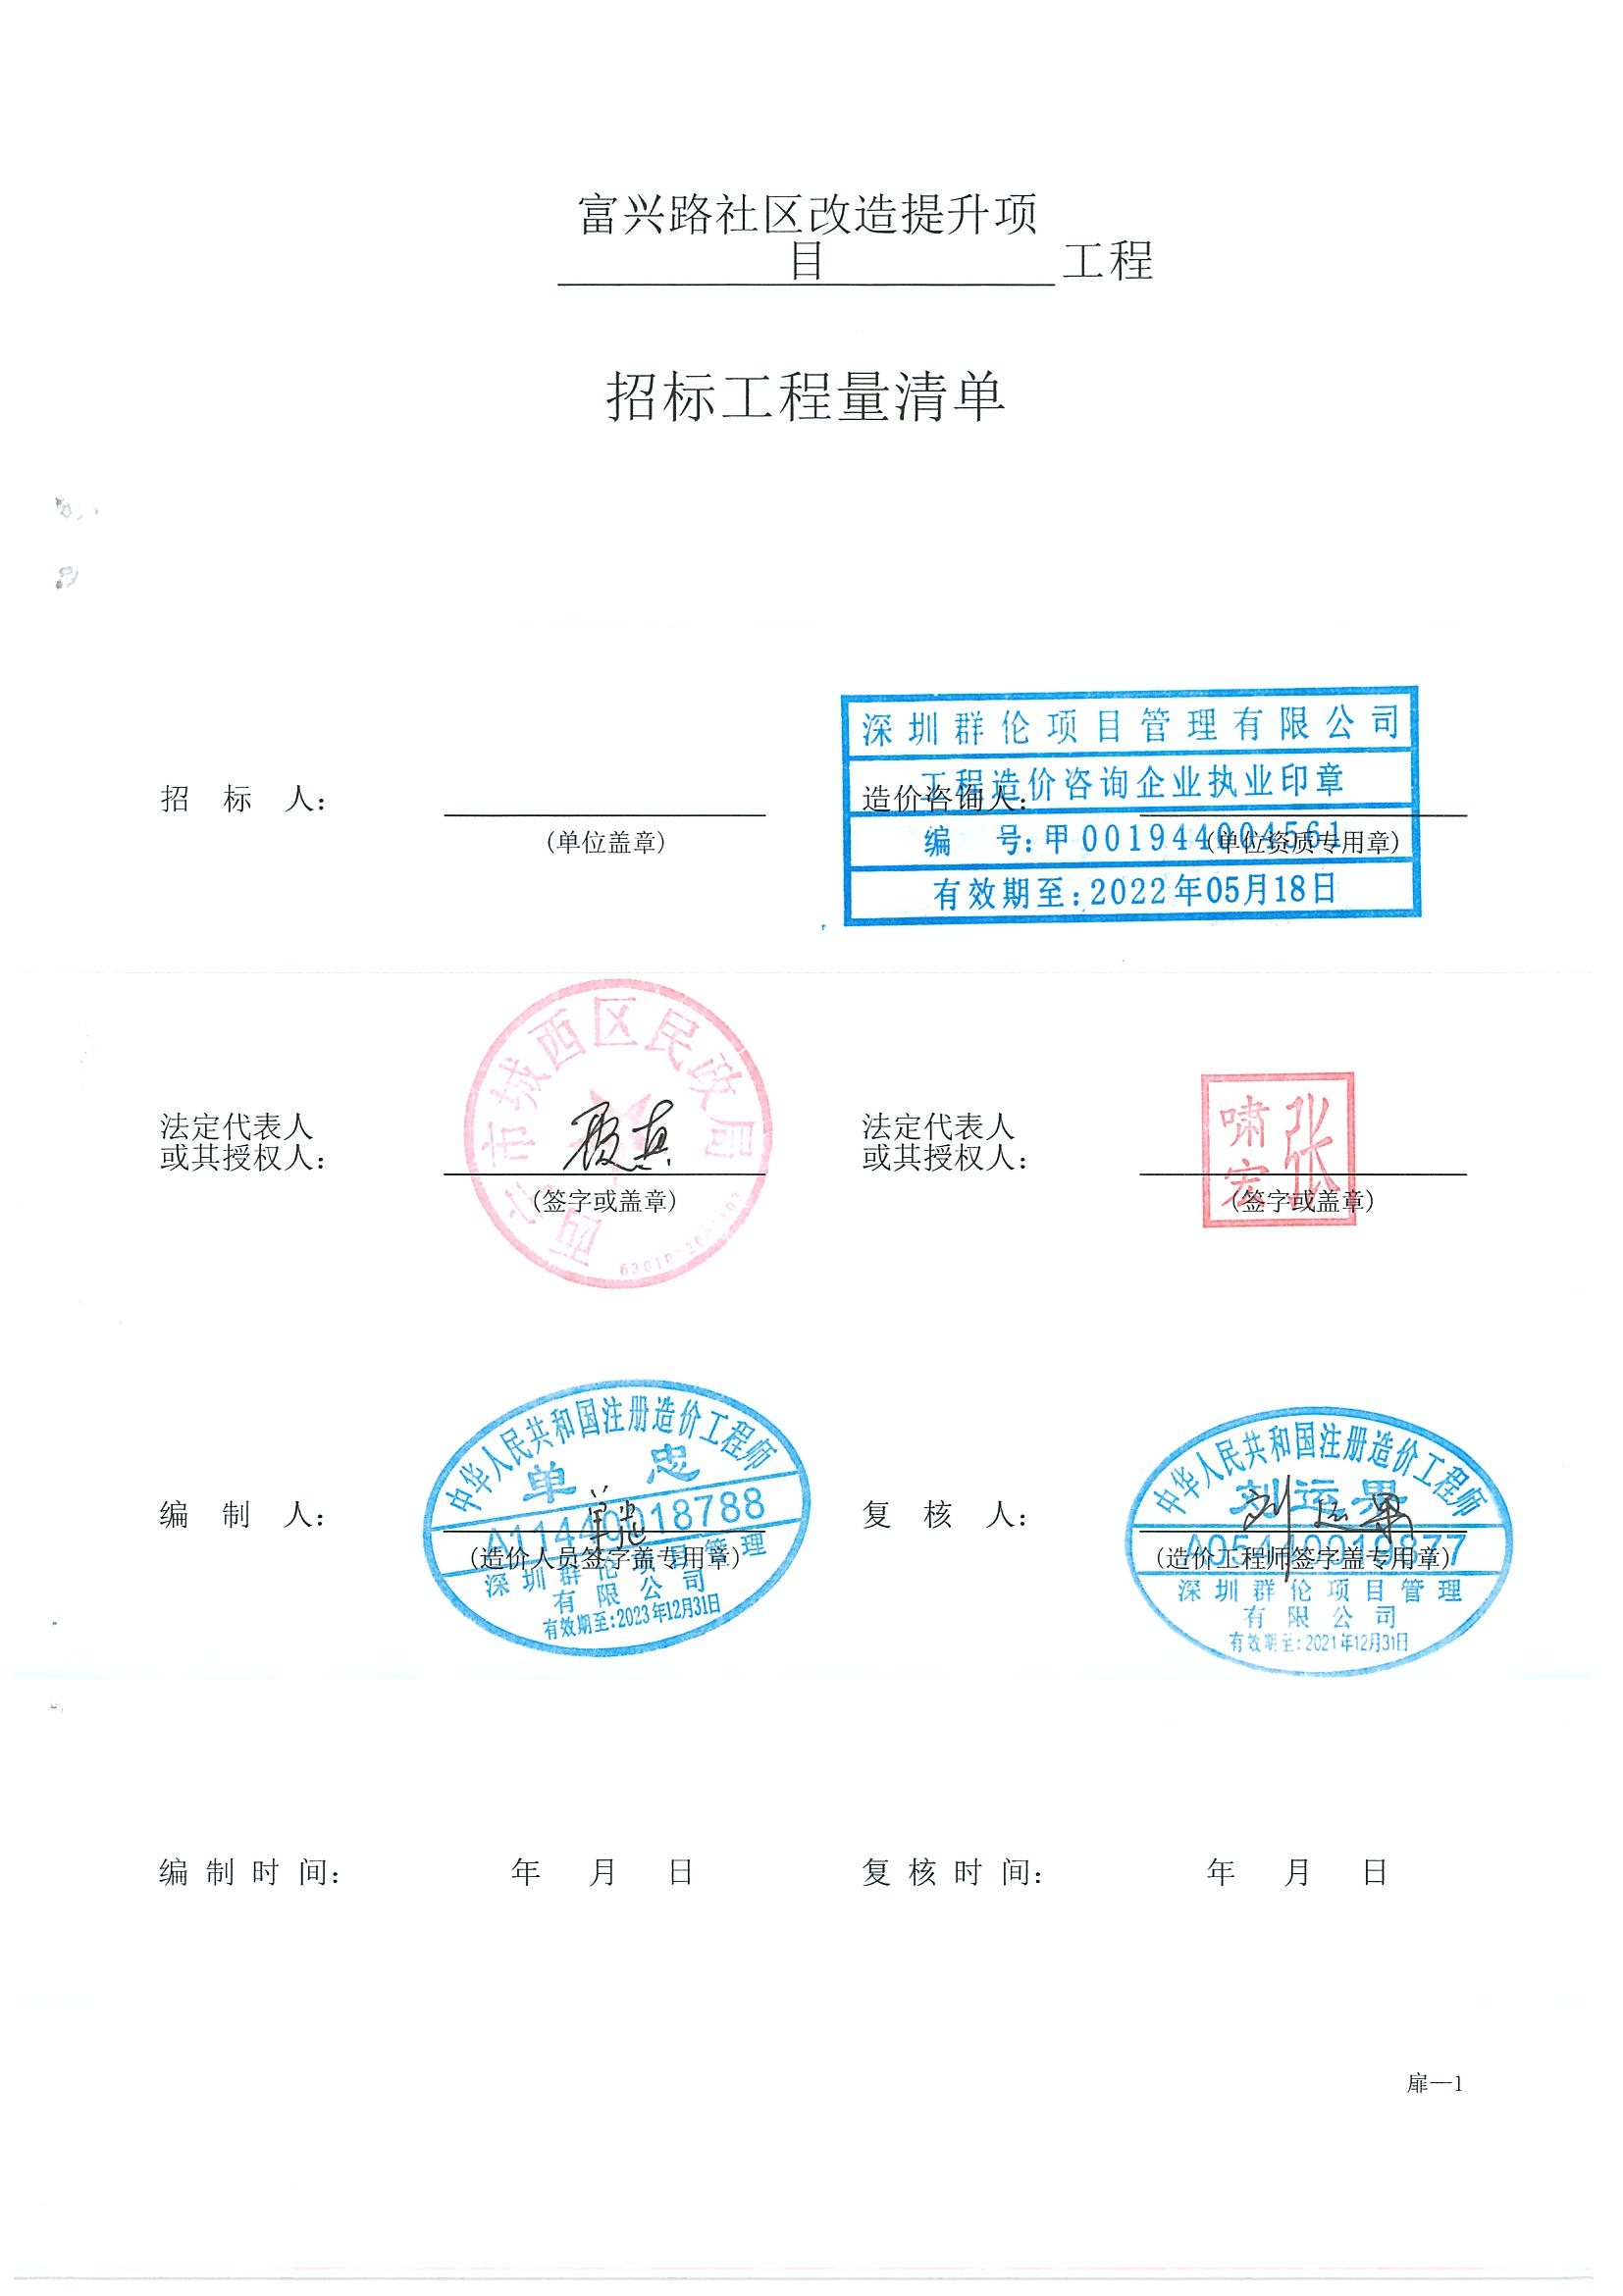 富兴路社区改造提升项
目 工程
招标工程量清单
深圳群伦项目管理有限公司
工程造价咨询企业执业印章
编 号:甲001944004561
有效期至:2022年05月18日
招 标 人:
(单位盖章)
造价咨询人:
(单位资质专用章)
西宁市城西区民政局
法定代表人
或其授权人:
(签字或盖章)
法定代表人
或其授权人:
张
啸宏
(签字或盖章)
中华人民共和国注册造价工程师
单 忠
A11440018788
深圳群伦项目管理
有限公司
有效期至:2023年12月31日
编 制 人:
单忠
(造价人员签字盖专用章)
中华人民共和国注册造价工程师
刘运果
A05440019877
深圳群伦项目管理
有限公司
有效期至:2021年12月31日
复 核 人:
刘运果
(造价工程师签字盖专用章)
编 制 时 间: 年 月 日
复 核 时 间: 年 月 日
扉—1